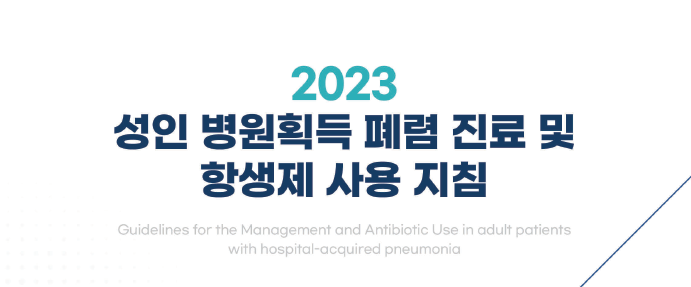 2023
성인 병원획득 폐렴 진료 및
항생제 사용 지침
Guidelines for the Management and Antibiotic Use in adult patients
with hospital-acquired pneumonia